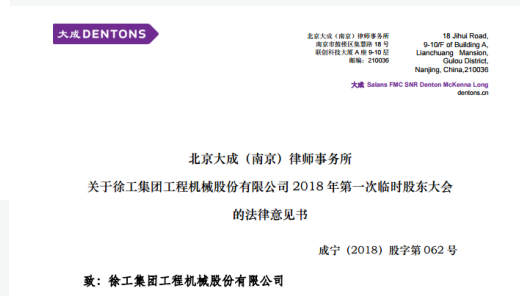 大成 DENTONS
北京大成（南京）律师事务所
南京市鼓楼区集慧路 18 号
联创科技大厦 A 座 9-10 层
邮编：210036
18 Jihui Road,
9-10/F of Building A,
Lianchuang Mansion,
Gulou District,
Nanjing, China,210036
大成 Salans FMC SNR Denton McKenna Long
dentons.cn
北京大成（南京）律师事务所
关于徐工集团工程机械股份有限公司 2018 年第一次临时股东大会
的法律意见书
成宁（2018）股字第 062 号
致：徐工集团工程机械股份有限公司